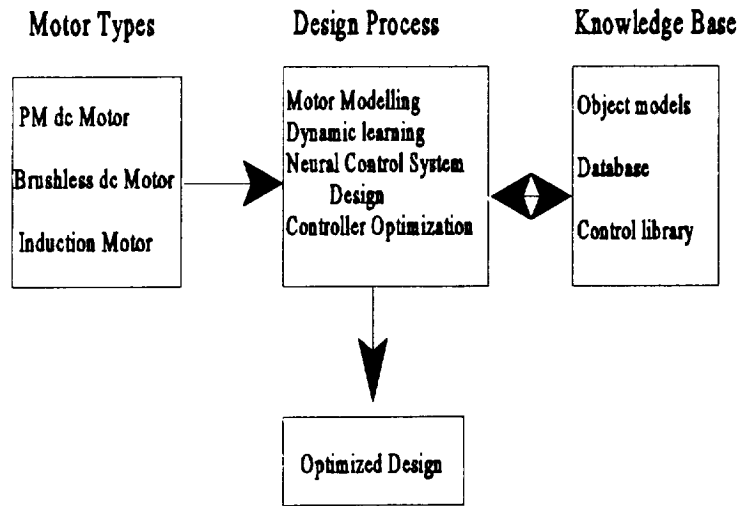 Motor Types
PM dc Motor
Brushless dc Motor
Induction Motor
Design Process
Motor Modelling
Dynamic learning
Neural Control System
Design
Controller Optimization
Knowledge Base
Object models
Database
Control library
Optimized Design